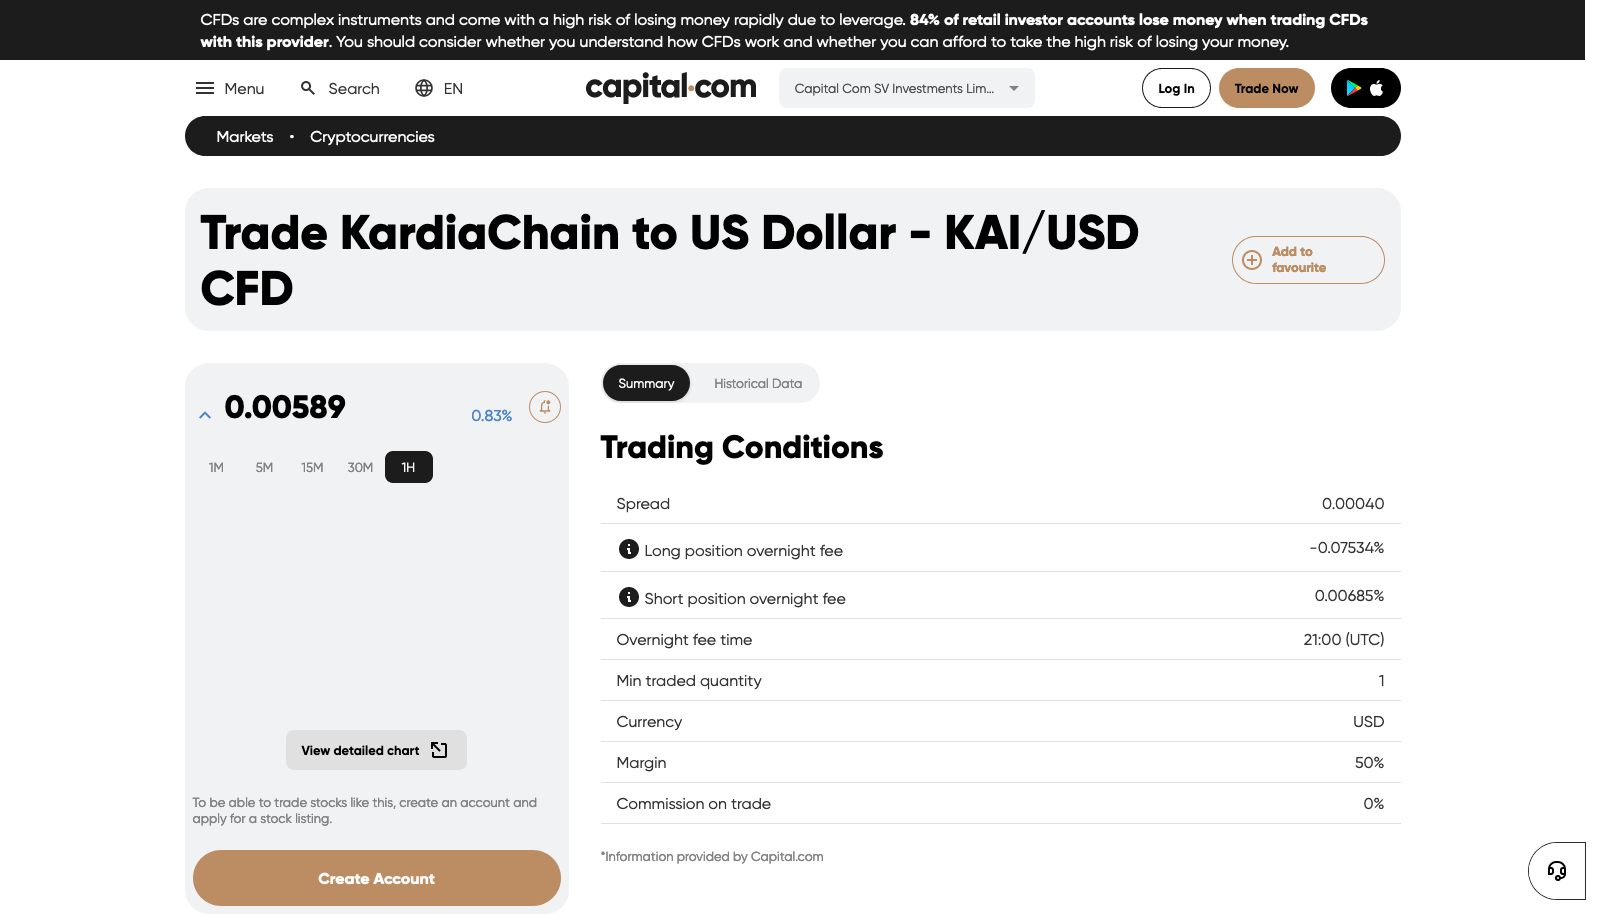 CFDs are complex instruments and come with a high risk of losing money rapidly due to leverage. 84% of retail investor accounts lose money when trading CFDs
with this provider. You should consider whether you understand how CFDs work and whether you can afford to take the high risk of losing your money.
Menu Search EN capital.com Capital Com SV Investments Lim... Log In Trade Now
Markets • Cryptocurrencies
Trade KardiaChain to US Dollar - KAI/USD
CFD
Add to
favourite
0.00589 0.83%
1M 5M 15M 30M 1H
View detailed chart
To be able to trade stocks like this, create an account and
apply for a stock listing.
Create Account
Summary Historical Data
Trading Conditions
Spread 0.00040
Long position overnight fee -0.07534%
Short position overnight fee 0.00685%
Overnight fee time 21:00 (UTC)
Min traded quantity 1
Currency USD
Margin 50%
Commission on trade 0%
*Information provided by Capital.com